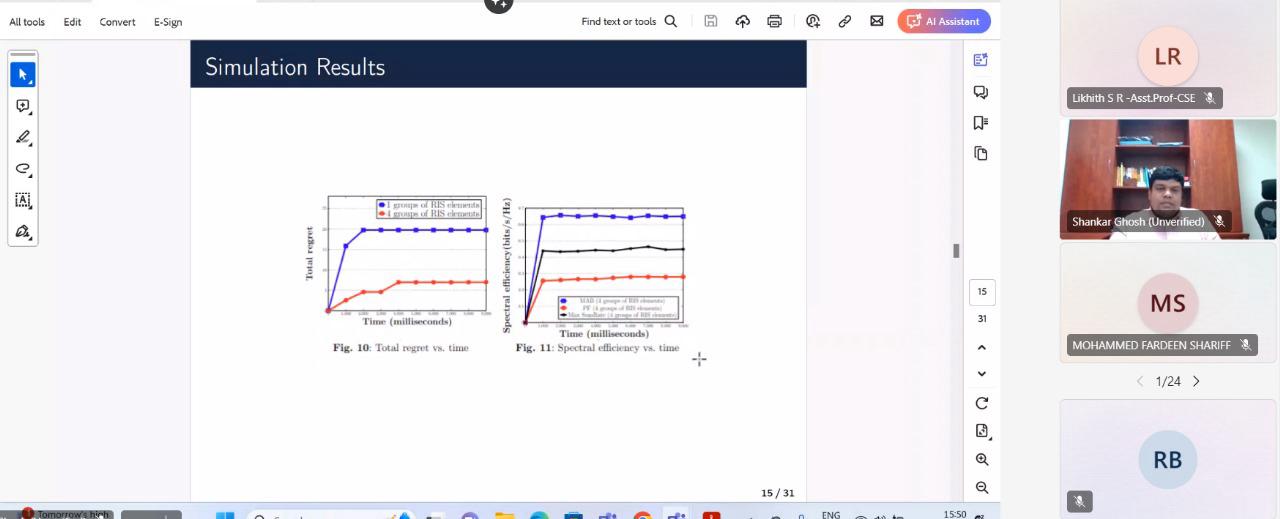 All tools Edit Convert E-Sign Find text or tools AI Assistant
Simulation Results
1 groups of RIS elements
4 groups of RIS elements
Total regret
Time (milliseconds)
Fig. 10: Total regret vs. time
Spectral efficiency(bits/s/Hz)
MAB (4 groups of RIS elements)
PF (4 groups of RIS elements)
Max SumRate (4 groups of RIS elements)
Time (milliseconds)
Fig. 11: Spectral efficiency vs. time
15 / 31
15
31
LR
Likhith S R -Asst.Prof-CSE
Shankar Ghosh (Unverified)
MS
MOHAMMED FARDEEN SHARIFF
1/24
RB
Tomorrow's high
ENG
15:50